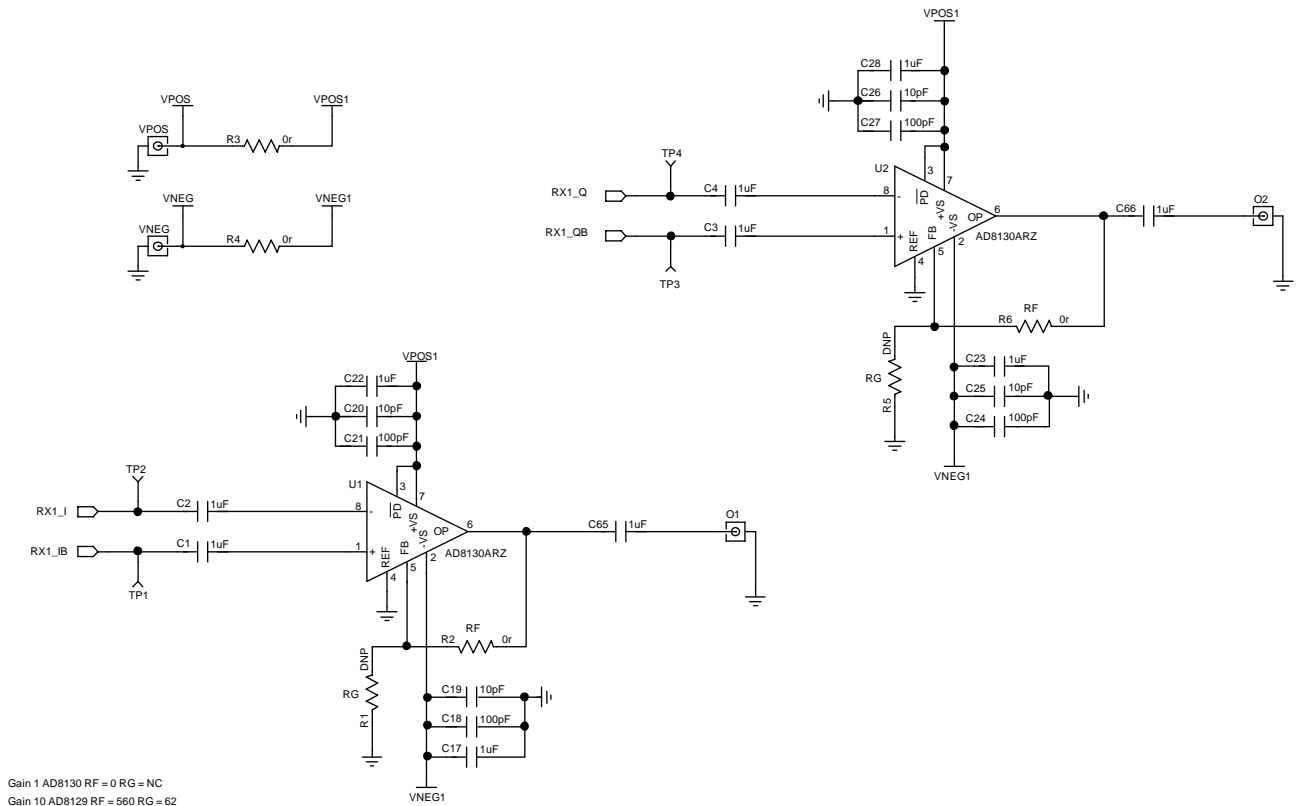 VPOS
VPOS1
VPOS
R3
0r
VNEG
VNEG1
VNEG
R4
0r
VPOS1
C28
1uF
C26
10pF
C27
100pF
TP4
U2
3
7
RX1_Q
C4
1uF
8
-
PD
+VS
OP
6
C66
1uF
O2
RX1_QB
C3
1uF
1
+
REF
FB
-VS
2
AD8130ARZ
4
5
TP3
RF
R6
0r
DNP
RG
R5
C23
1uF
C25
10pF
C24
100pF
VNEG1
VPOS1
C22
1uF
C20
10pF
C21
100pF
TP2
U1
3
7
RX1_I
C2
1uF
8
-
PD
+VS
OP
6
C65
1uF
O1
RX1_IB
C1
1uF
1
+
REF
FB
-VS
2
AD8130ARZ
4
5
TP1
RF
R2
0r
DNP
RG
R1
C19
10pF
C18
100pF
C17
1uF
VNEG1
Gain 1 AD8130 RF = 0 RG = NC
Gain 10 AD8129 RF = 560 RG = 62